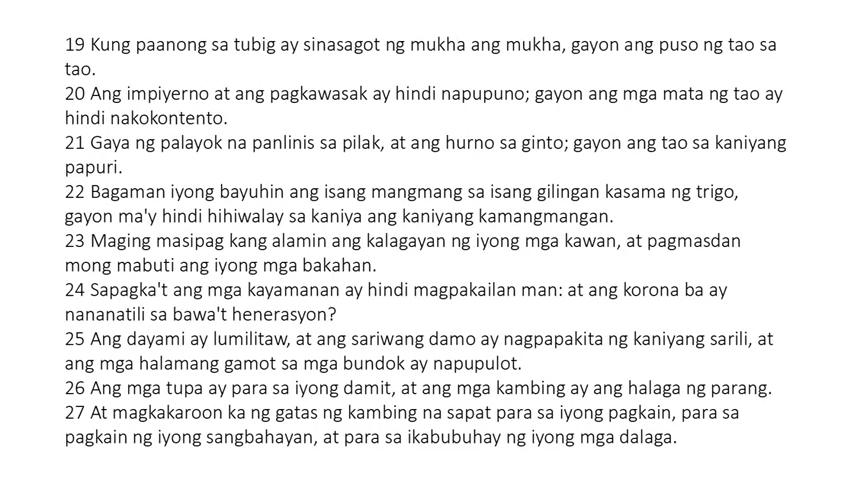 19 Kung paanong sa tubig ay sinasagot ng mukha ang mukha, gayon ang puso ng tao sa
tao.
20 Ang impiyerno at ang pagkawasak ay hindi napupuno; gayon ang mga mata ng tao ay
hindi nakokontento.
21 Gaya ng palayok na panlinis sa pilak, at ang hurno sa ginto; gayon ang tao sa kaniyang
papuri.
22 Bagaman iyong bayuhin ang isang mangmang sa isang gilingan kasama ng trigo,
gayon ma'y hindi hihiwalay sa kaniya ang kaniyang kamangmangan.
23 Maging masipag kang alamin ang kalagayan ng iyong mga kawan, at pagmasdan
mong mabuti ang iyong mga bakahan.
24 Sapagka't ang mga kayamanan ay hindi magpakailan man: at ang korona ba ay
nananatili sa bawa't henerasyon?
25 Ang dayami ay lumilitaw, at ang sariwang damo ay nagpapakita ng kaniyang sarili, at
ang mga halamang gamot sa mga bundok ay napupulot.
26 Ang mga tupa ay para sa iyong damit, at ang mga kambing ay ang halaga ng parang.
27 At magkakaroon ka ng gatas ng kambing na sapat para sa iyong pagkain, para sa
pagkain ng iyong sangbahayan, at para sa ikabubuhay ng iyong mga dalaga.